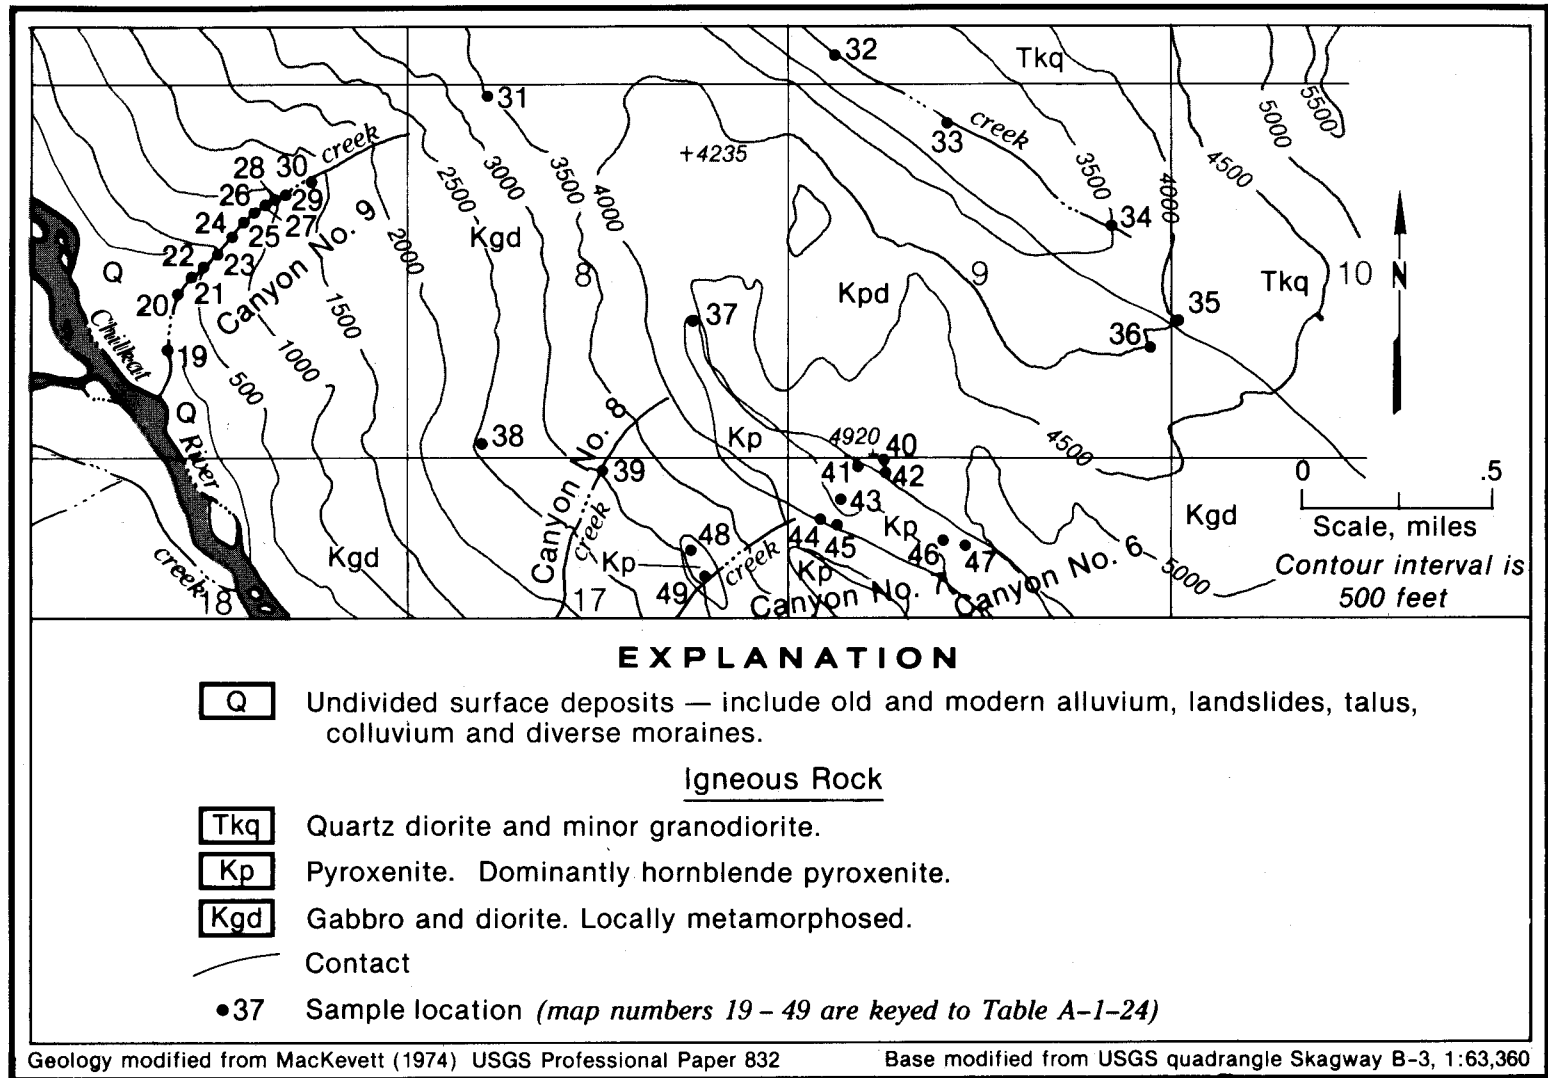 32
Tkq
5000
5500
31
creek
creek
33
+4235
3500
4500
28
30
26
29
24
25
27
22
23
20
21
19
3000
3500
4000
2500
Kgd
2000
Canyon No. 9
4000
34
Q
8
9
Kpd
Tkq
10
N
37
35
36
Chilkat
1500
1000
500
Q
River
38
Canyon No. 8
creek
39
Kp
4920
40
41
42
43
4500
0 .5
Scale, miles
Contour interval is
500 feet
Kgd
44
45
Kp
46
47
48
Kp
49
creek
Kp
Canyon No. 7
Canyon No. 6
5000
creek
18
Kgd
17
EXPLANATION
Q Undivided surface deposits — include old and modern alluvium, landslides, talus,
colluvium and diverse moraines.
Igneous Rock
Tkq Quartz diorite and minor granodiorite.
Kp Pyroxenite. Dominantly hornblende pyroxenite.
Kgd Gabbro and diorite. Locally metamorphosed.
Contact
•37 Sample location (map numbers 19 – 49 are keyed to Table A-1-24)
Geology modified from MacKevett (1974) USGS Professional Paper 832
Base modified from USGS quadrangle Skagway B-3, 1:63,360